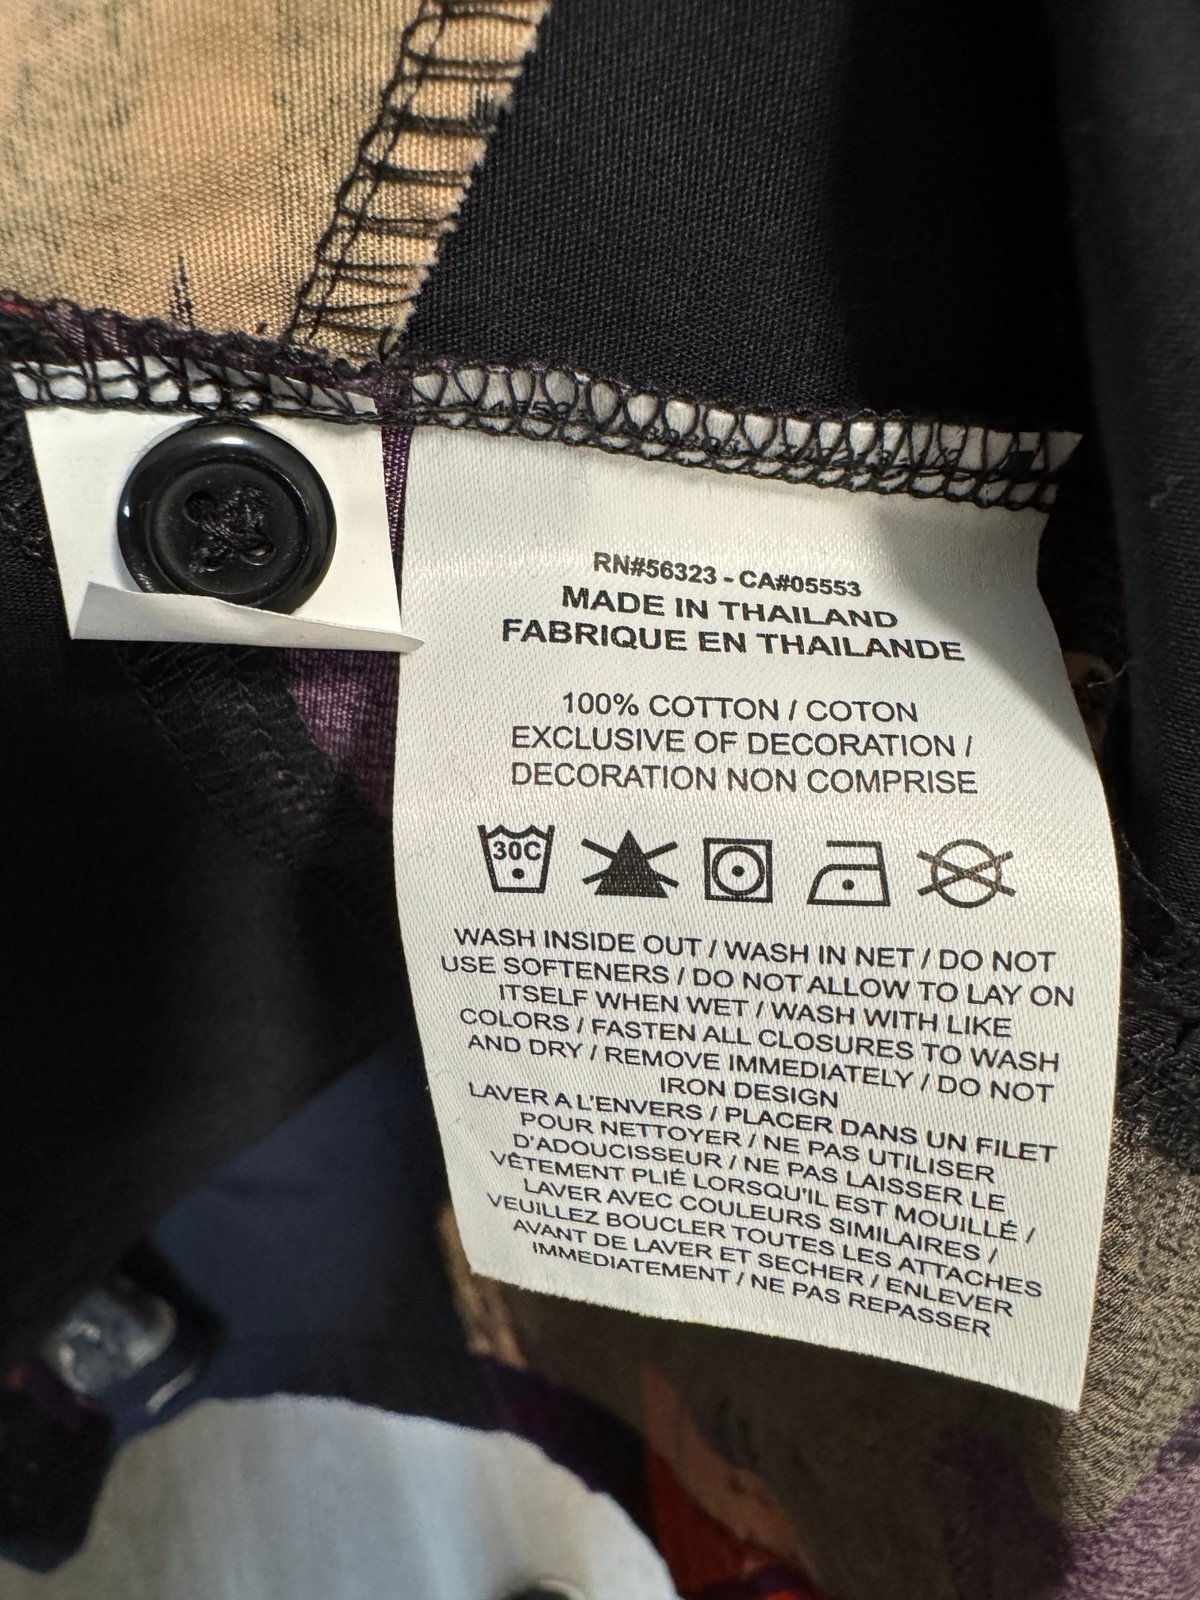 RN#56323 - CA#05553
MADE IN THAILAND
FABRIQUE EN THAILANDE
100% COTTON / COTON
EXCLUSIVE OF DECORATION /
DECORATION NON COMPRISE
30C
WASH INSIDE OUT / WASH IN NET / DO NOT
USE SOFTENERS / DO NOT ALLOW TO LAY ON
ITSELF WHEN WET / WASH WITH LIKE
COLORS / FASTEN ALL CLOSURES TO WASH
AND DRY / REMOVE IMMEDIATELY / DO NOT
IRON DESIGN
LAVER A L'ENVERS / PLACER DANS UN FILET
POUR NETTOYER / NE PAS UTILISER
D'ADOUCISSEUR / NE PAS LAISSER LE
VÊTEMENT PLIÉ LORSQU'IL EST MOUILLÉ /
LAVER AVEC COULEURS SIMILAIRES /
VEUILLEZ BOUCLER TOUTES LES ATTACHES
AVANT DE LAVER ET SECHER / ENLEVER
IMMEDIATEMENT / NE PAS REPASSER